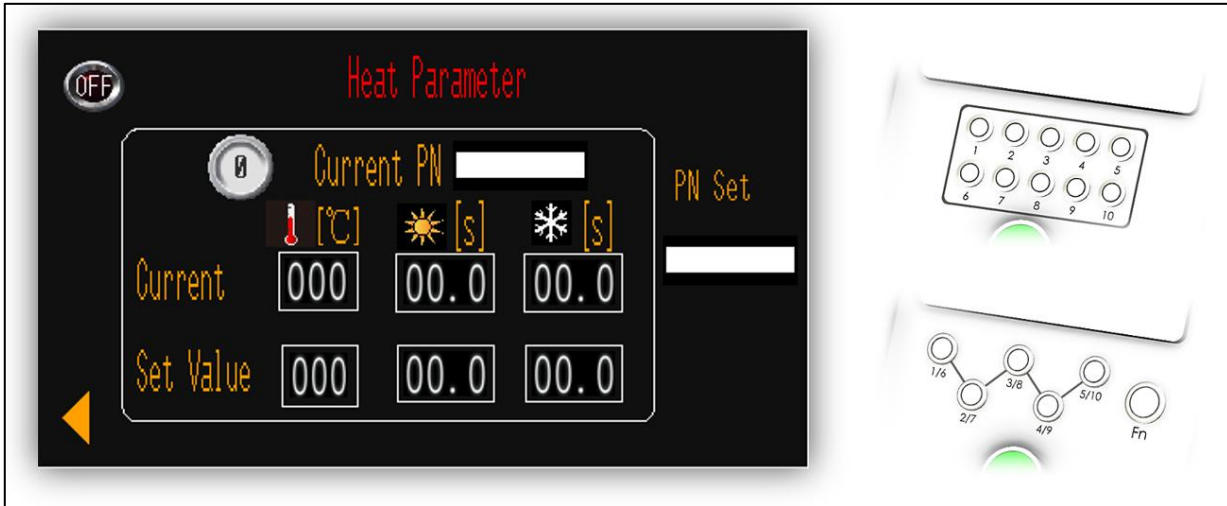 OFF
Heat Parameter
0
Current PN
PN Set
[℃]
[s]
[s]
Current
000
00.0
00.0
Set Value
000
00.0
00.0
1
2
3
4
5
6
7
8
9
10
1/6
2/7
3/8
4/9
5/10
Fn